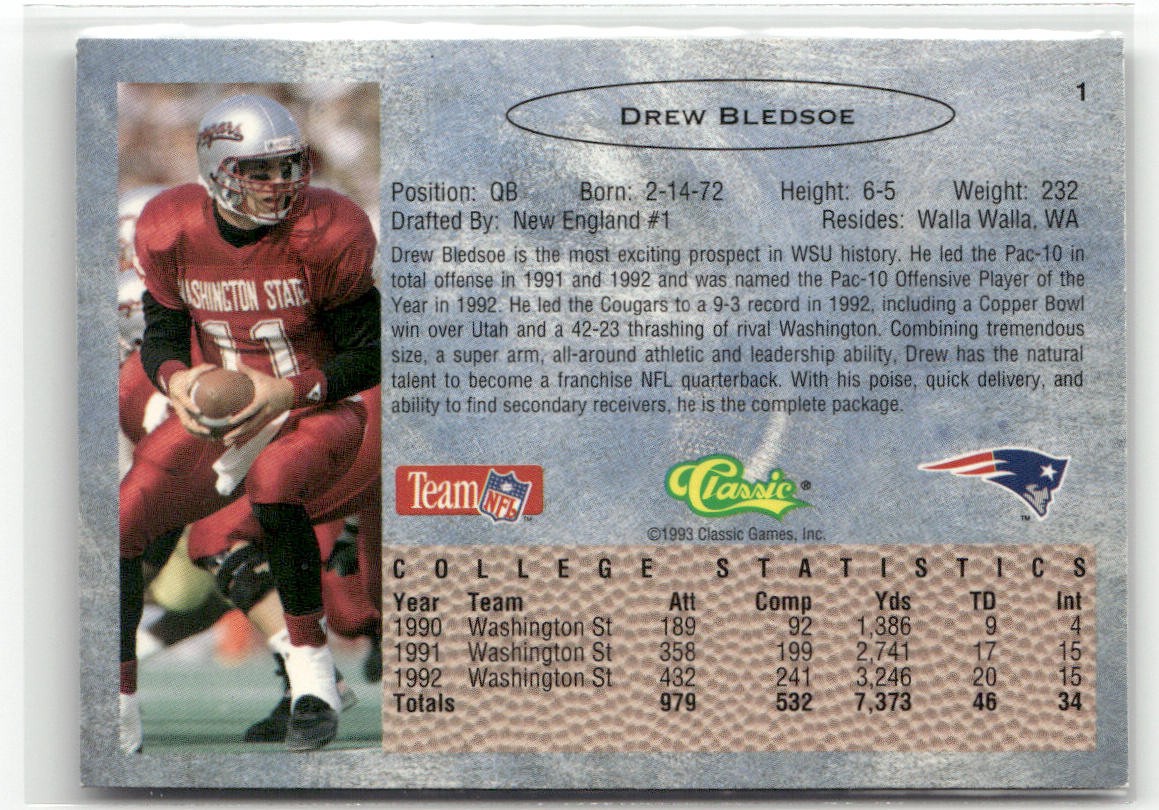 1
DREW BLEDSOE
Position: QB Born: 2-14-72 Height: 6-5 Weight: 232
Drafted By: New England #1 Resides: Walla Walla, WA
Drew Bledsoe is the most exciting prospect in WSU history. He led the Pac-10 in
total offense in 1991 and 1992 and was named the Pac-10 Offensive Player of the
Year in 1992. He led the Cougars to a 9-3 record in 1992, including a Copper Bowl
win over Utah and a 42-23 thrashing of rival Washington. Combining tremendous
size, a super arm, all-around athletic and leadership ability, Drew has the natural
talent to become a franchise NFL quarterback. With his poise, quick delivery, and
ability to find secondary receivers, he is the complete package.
WASHINGTON STATE
11
Team NFL ™
Classic ®
™
©1993 Classic Games, Inc.
COLLEGE STATISTICS
Year Team Att Comp Yds TD Int
1990 Washington St 189 92 1,386 9 4
1991 Washington St 358 199 2,741 17 15
1992 Washington St 432 241 3,246 20 15
Totals 979 532 7,373 46 34